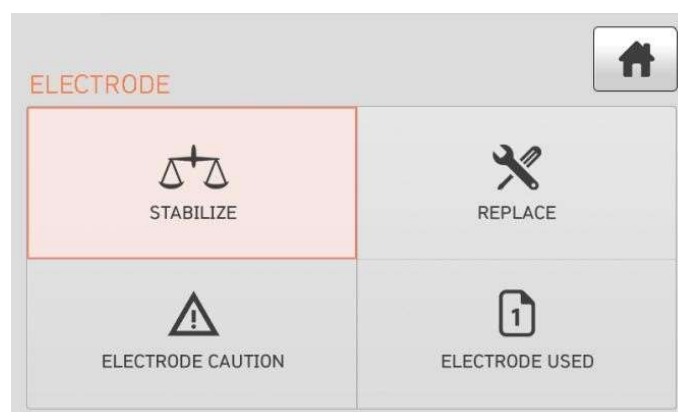 ELECTRODE
STABILIZE
REPLACE
ELECTRODE CAUTION
1
ELECTRODE USED